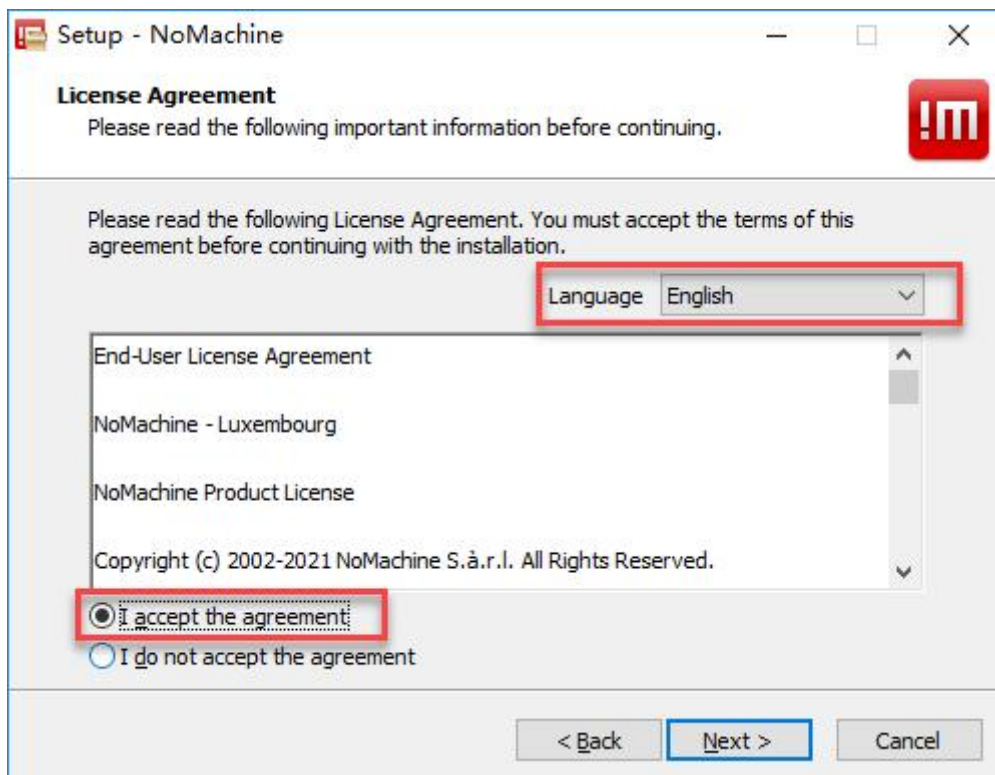 Setup - NoMachine
License Agreement
Please read the following important information before continuing.
!M
Please read the following License Agreement. You must accept the terms of this
agreement before continuing with the installation.
Language English
End-User License Agreement
NoMachine - Luxembourg
NoMachine Product License
Copyright (c) 2002-2021 NoMachine S.à.r.l. All Rights Reserved.
I accept the agreement
I do not accept the agreement
< Back Next > Cancel